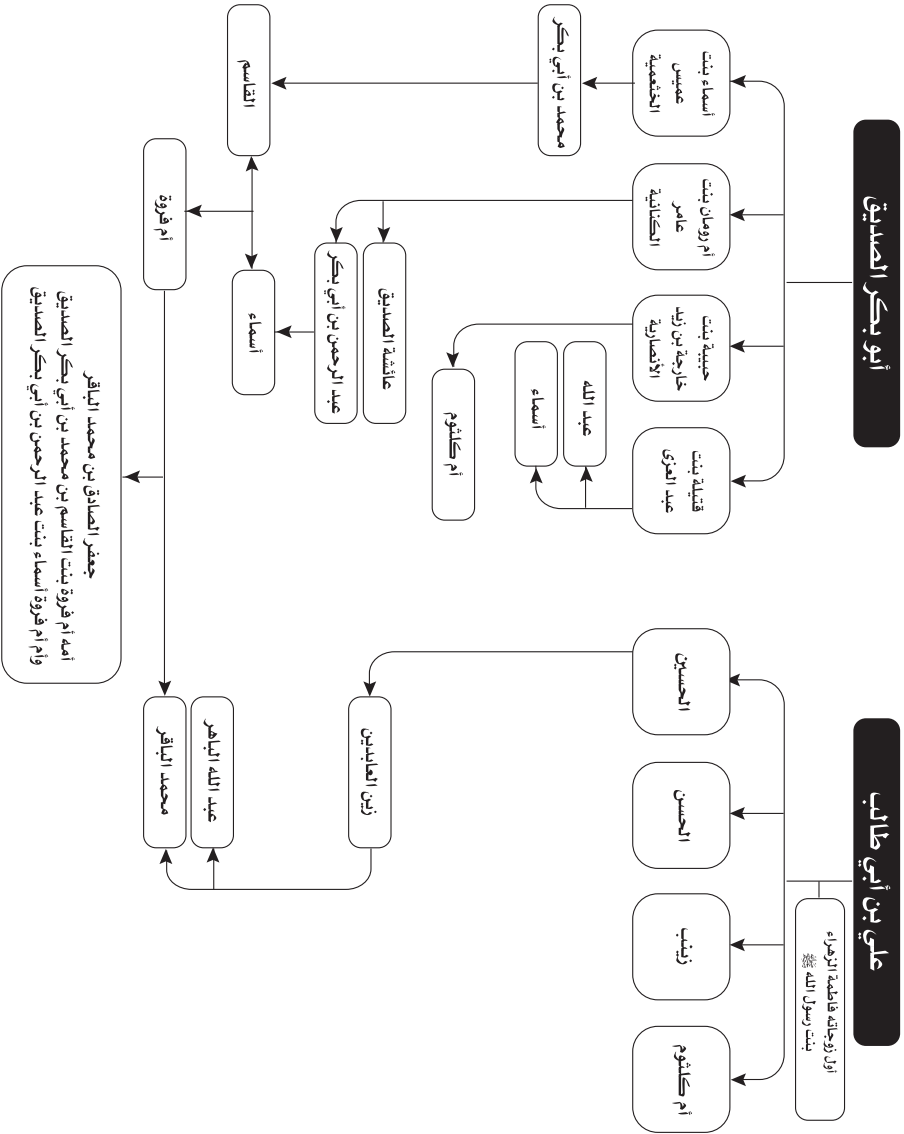 أبو بكر الصديق
أسماء بنت
عميس
الخثعمية
أم رومان بنت
عامر
الكنانية
حبيبة بنت
خارجة بن زيد
الأنصارية
قتيلة بنت
عبد العزى
محمد بن أبي بكر
القاسم
عائشة الصديق
عبد الرحمن بن أبي بكر
أسماء
أم كلثوم
عبد الله
أسماء
أم فروة
علي بن أبي طالب
أول زوجاته فاطمة الزهراء
بنت رسول الله ﷺ
الحسين
الحسن
زينب
أم كلثوم
زين العابدين
عبد الله الباهر
محمد الباقر
جعفر الصادق بن محمد الباقر
أمه أم فروة بنت القاسم بن محمد بن أبي بكر الصديق
وأم أم فروة أسماء بنت عبد الرحمن بن أبي بكر الصديق